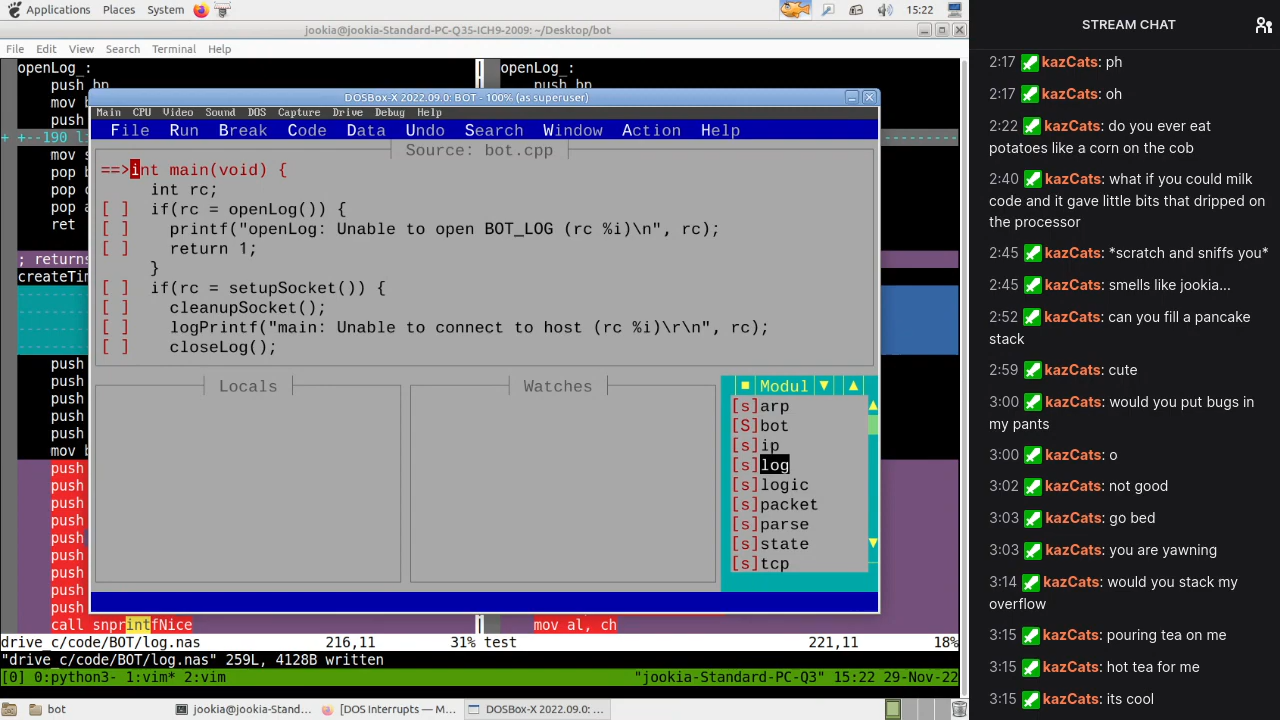 Applications Places System 15:22
jookia@jookia-Standard-PC-Q35-ICH9-2009: ~/Desktop/bot
File Edit View Search Terminal Help
openLog_: openLog_:
push bp push bp
DOSBox-X 2022.09.0: BOT - 100% (as superuser)
Main CPU Video Sound DOS Capture Drive Debug Help
File Run Break Code Data Undo Search Window Action Help
Source: bot.cpp
==>int main(void) {
int rc;
[ ] if(rc = openLog()) {
[ ] printf("openLog: Unable to open BOT_LOG (rc %i)\n", rc);
[ ] return 1;
}
[ ] if(rc = setupSocket()) {
[ ] cleanupSocket();
[ ] logPrintf("main: Unable to connect to host (rc %i)\r\n", rc);
[ ] closeLog();
Locals
Watches
Modul
[s]arp
[S]bot
[s]ip
[s]log
[s]logic
[s]packet
[s]parse
[s]state
[s]tcp
mov b
push
+ +--190 l
mov s
pop b
pop c
pop a
ret
; returns
createTim
push
push
push
push
push
mov b
push
push
push
push
push
push
push
push
push
call snprintfNice mov al, ch
drive_c/code/BOT/log.nas 216,11 31% test 221,11 18%
"drive_c/code/BOT/log.nas" 259L, 4128B written
[0] 0:python3- 1:vim* 2:vim "jookia-Standard-PC-Q3" 15:22 29-Nov-22
bot jookia@jookia-Stand... [DOS Interrupts — M... DOSBox-X 2022.09.0: ...
STREAM CHAT
2:17 kazCats: ph
2:17 kazCats: oh
2:22 kazCats: do you ever eat
potatoes like a corn on the cob
2:40 kazCats: what if you could milk
code and it gave little bits that dripped on
the processor
2:45 kazCats: *scratch and sniffs you*
2:45 kazCats: smells like jookia...
2:52 kazCats: can you fill a pancake
stack
2:59 kazCats: cute
3:00 kazCats: would you put bugs in
my pants
3:00 kazCats: o
3:02 kazCats: not good
3:03 kazCats: go bed
3:03 kazCats: you are yawning
3:14 kazCats: would you stack my
overflow
3:15 kazCats: pouring tea on me
3:15 kazCats: hot tea for me
3:15 kazCats: its cool